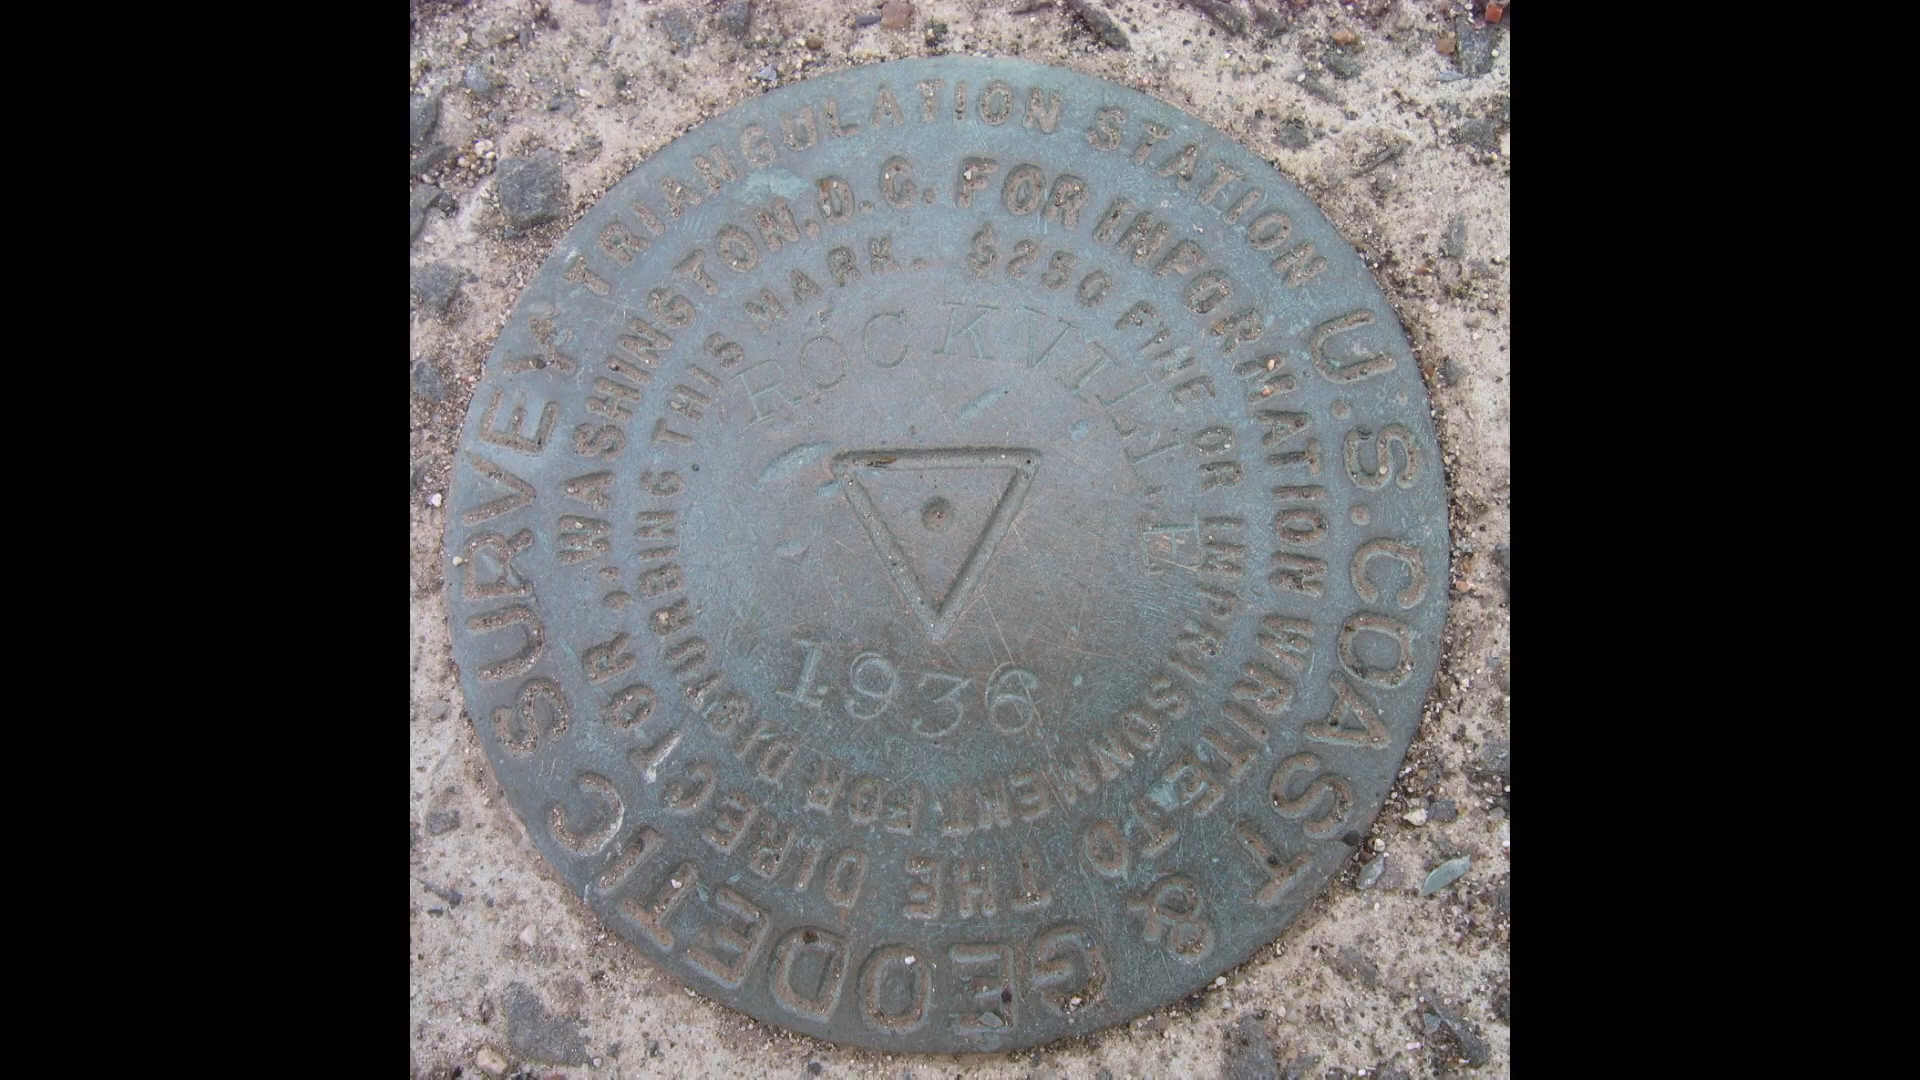 U.S. COAST & GEODETIC SURVEY
TRIANGULATION STATION
FOR INFORMATION WRITE TO THE DIRECTOR, WASHINGTON, D.C.
$250 FINE OR IMPRISONMENT FOR DISTURBING THIS MARK.
ROCKVILLE
1936